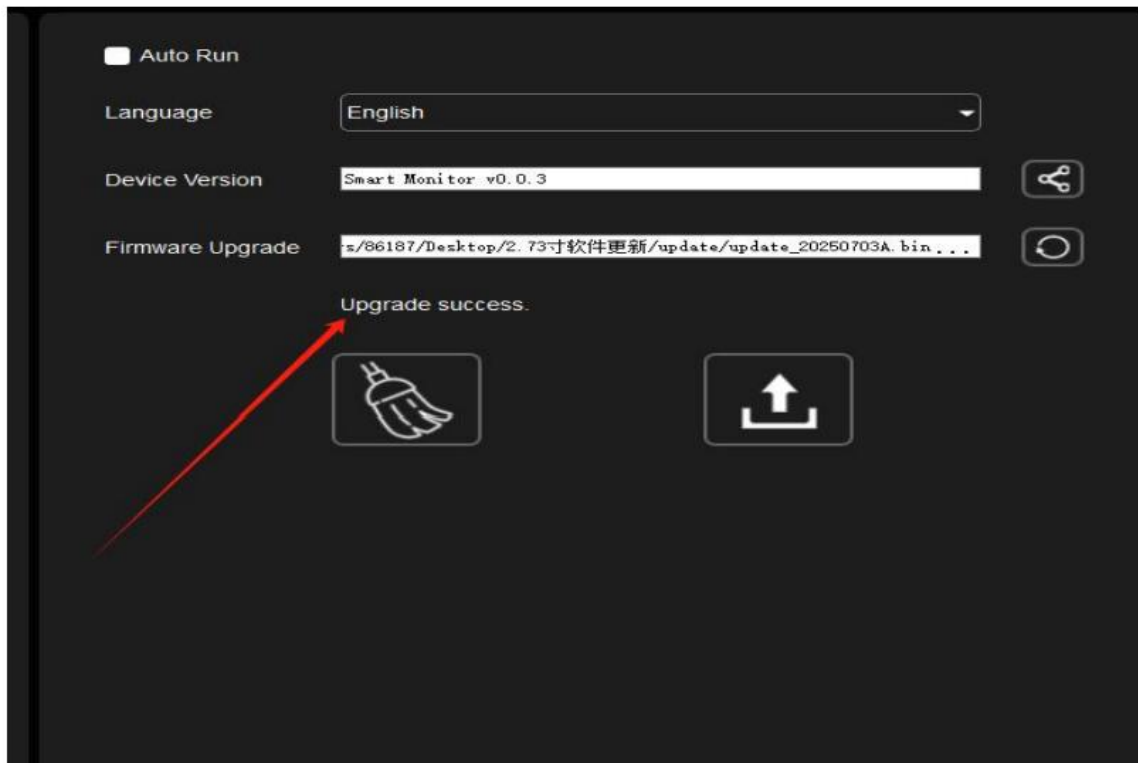 Auto Run
Language English
Device Version Smart Monitor v0.0.3
Firmware Upgrade s/86187/Desktop/2.73寸软件更新/update/update_20250703A.bin...
Upgrade success.